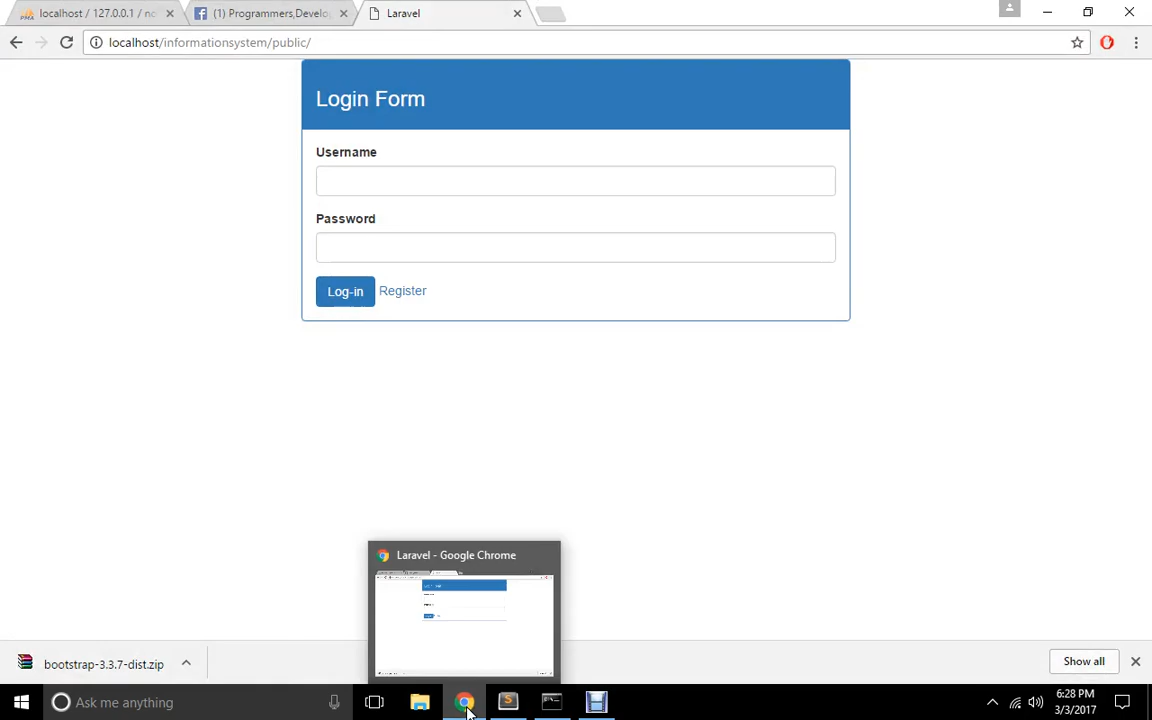 localhost / 127.0.0.1 / no
(1) Programmers,Develo
Laravel
localhost/informationsystem/public/
Login Form
Username
Password
Log-in Register
Laravel - Google Chrome
bootstrap-3.3.7-dist.zip
Show all
Ask me anything
6:28 PM
3/3/2017